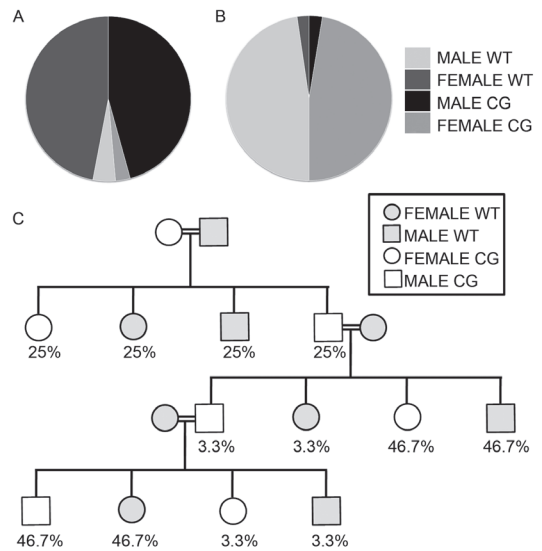 A
B
MALE WT
FEMALE WT
MALE CG
FEMALE CG
C
FEMALE WT
MALE WT
FEMALE CG
MALE CG
25% 25% 25% 25%
3.3% 3.3% 46.7% 46.7%
46.7% 46.7% 3.3% 3.3%